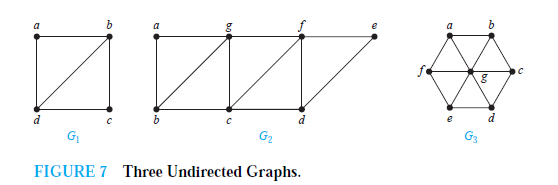 a b a g f e a b
f g c
d c b c d e d
G1 G2 G3
FIGURE 7 Three Undirected Graphs.